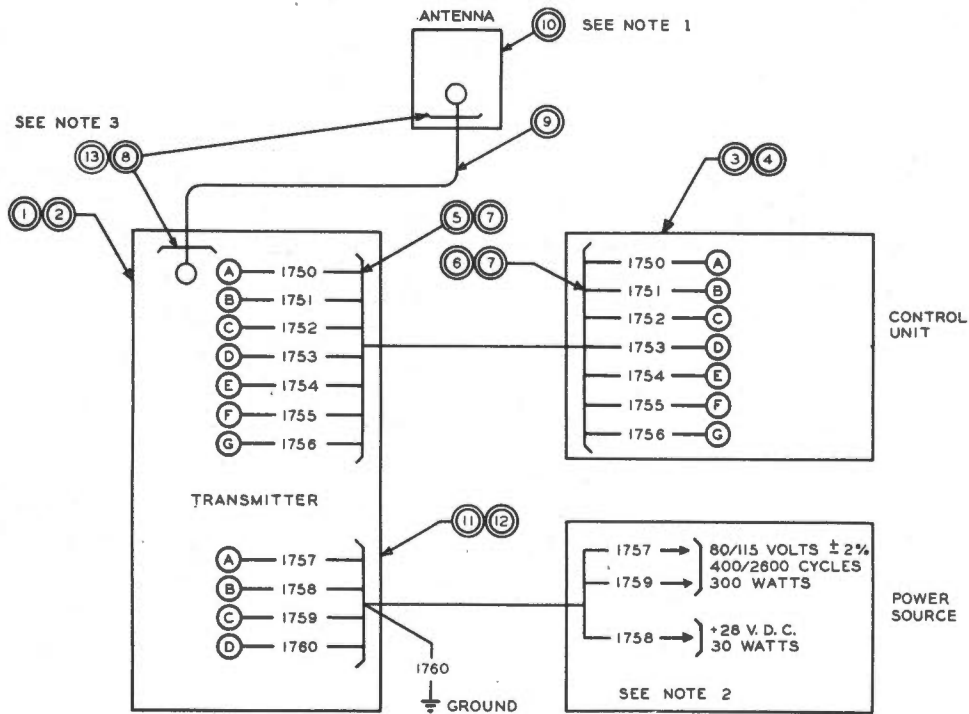 ANTENNA
10 SEE NOTE 1
9
SEE NOTE 3
13 8
1 2
5 7
6 7
3 4
A 1750
B 1751
C 1752
D 1753
E 1754
F 1755
G 1756
TRANSMITTER
1750 A
1751 B
1752 C
1753 D
1754 E
1755 F
1756 G
CONTROL
UNIT
11 12
A 1757
B 1758
C 1759
D 1760
1760
GROUND
1757 80/115 VOLTS ±2%
400/2600 CYCLES
1759 300 WATTS
1758 +28 V. D. C.
30 WATTS
SEE NOTE 2
POWER
SOURCE